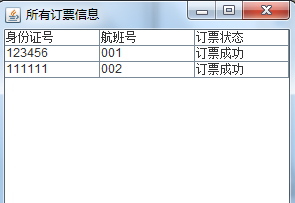 所有订票信息
身份证号 航班号 订票状态
123456 001 订票成功
111111 002 订票成功